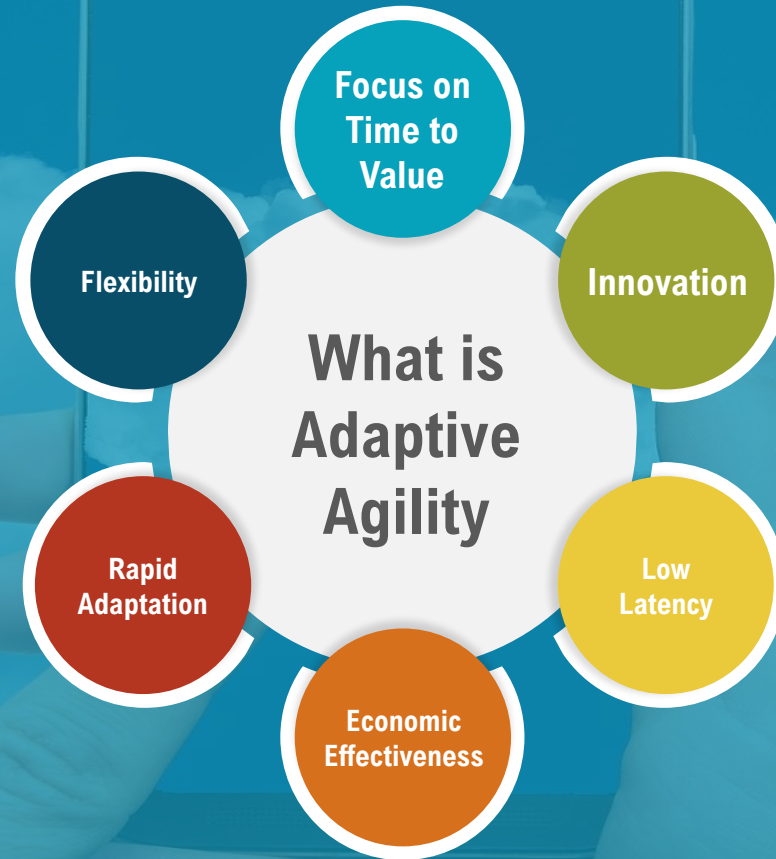 Focus on
Time to
Value
Flexibility
Innovation
What is
Adaptive
Agility
Rapid
Adaptation
Low
Latency
Economic
Effectiveness